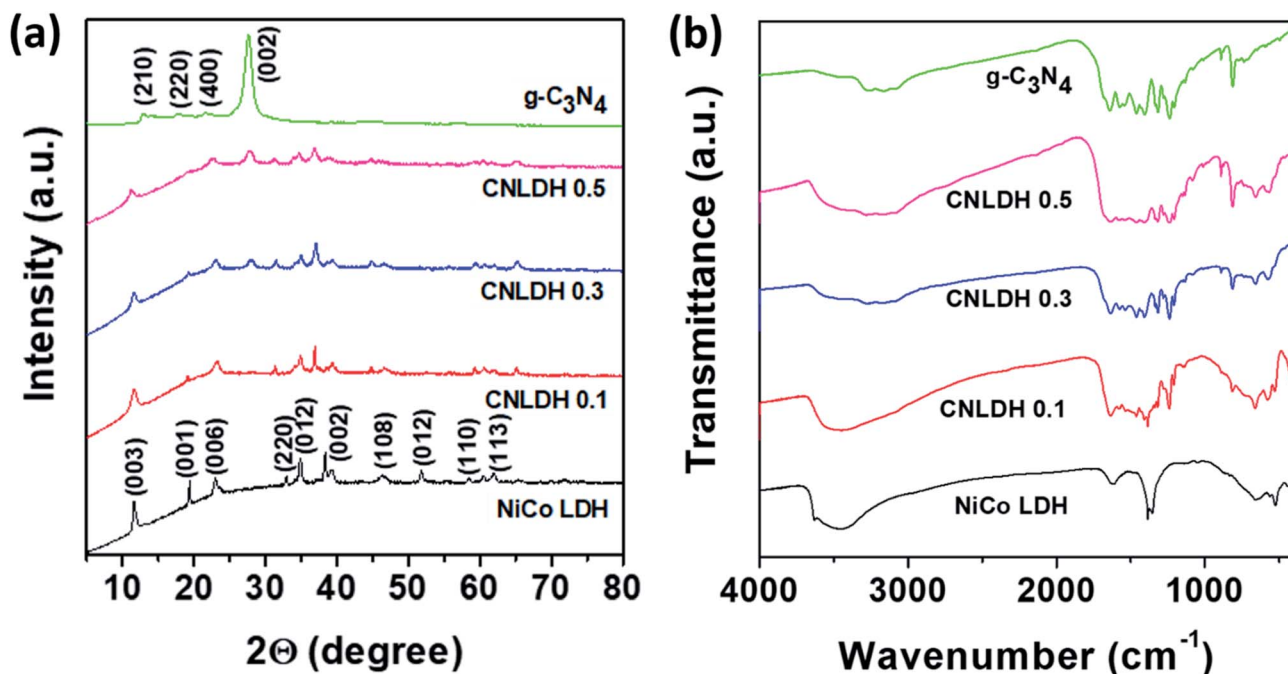 (a)
(210)
(220)
(400)
(002)
g-C₃N₄
CNLDH 0.5
CNLDH 0.3
CNLDH 0.1
(003)
(001)
(006)
(220)
(012)
(002)
(108)
(012)
(110)
(113)
NiCo LDH
Intensity (a.u.)
10 20 30 40 50 60 70 80
2Θ (degree)
(b)
g-C₃N₄
CNLDH 0.5
CNLDH 0.3
CNLDH 0.1
NiCo LDH
Transmittance (a.u.)
4000 3000 2000 1000
Wavenumber (cm⁻¹)